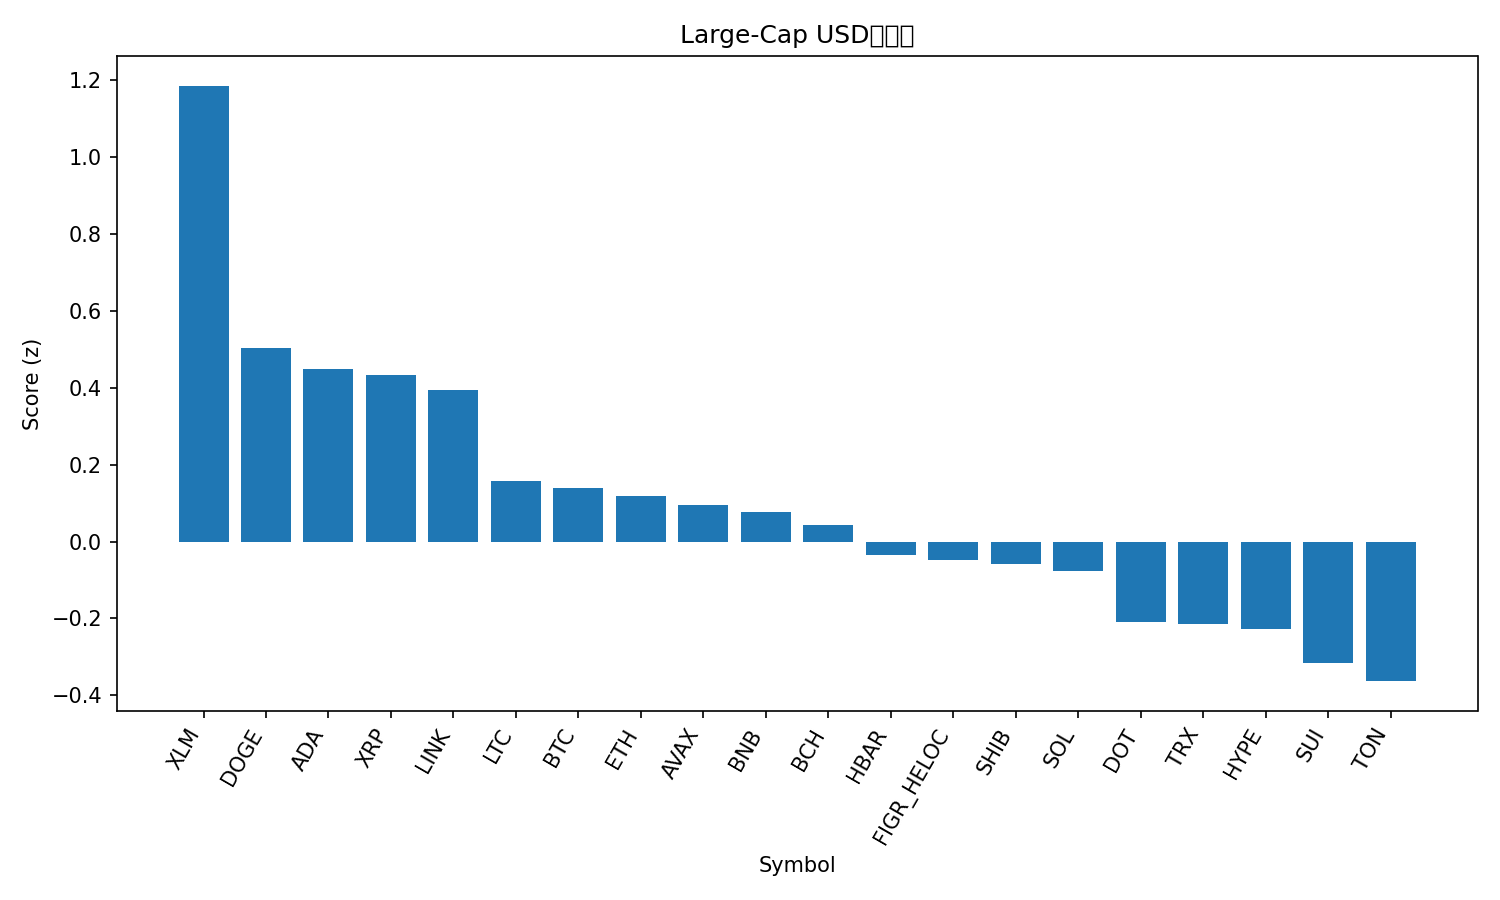 Large-Cap USD
Score (z)
1.2
1.0
0.8
0.6
0.4
0.2
0.0
−0.2
−0.4
XLM
DOGE
ADA
XRP
LINK
LTC
BTC
ETH
AVAX
BNB
BCH
HBAR
FIGR_HELOC
SHIB
SOL
DOT
TRX
HYPE
SUI
TON
Symbol